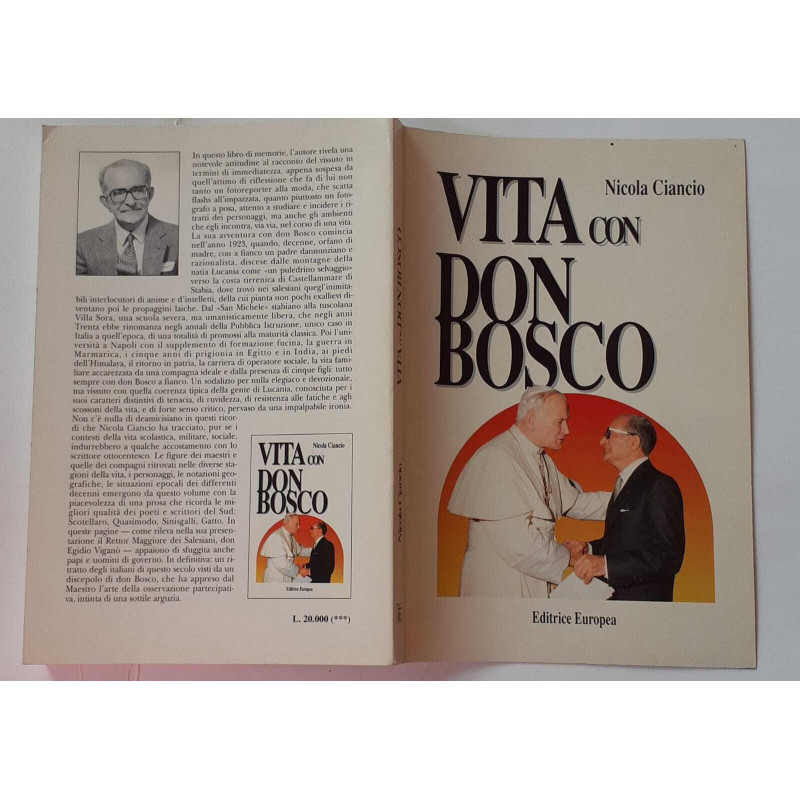 In questo libro di memorie, l'autore rivela una
notevole attitudine al racconto del vissuto in
termini di immediatezza, appena sospesa da
quell'attimo di riflessione che fa di lui non
tanto un fotoreporter alla moda, che scatta
flashs all'impazzata, quanto piuttosto un foto-
grafo a posa, attento a studiare e incidere i ri-
tratti dei personaggi, ma anche gli ambienti
che egli incontra, via via, nel corso di una vita.
La sua avventura con don Bosco comincia
nell'anno 1923, quando, decenne, orfano di
madre, con a fianco un padre dannunziano e
razionalista, discese dalle montagne della
natia Lucania come «un puledrino selvaggio»
verso la costa tirrenica di Castellammare di
Stabia, dove trovò nei salesiani quegl'inimita-
bili interlocutori di anime e d'intelletti, della cui pianta non pochi exallievi di-
ventano poi le propaggini laiche. Dal «San Michele» stabiano alla tuscolana
Villa Sora, una scuola severa, ma umanisticamente libera, che negli anni
Trenta ebbe rinomanza negli annali della Pubblica Istruzione, unico caso in
Italia a quell'epoca, di una totalità di promossi alla maturità classica. Poi l'uni-
versità a Napoli con il supplemento di formazione fucina, la guerra in
Marmarica, i cinque anni di prigionia in Egitto e in India, ai piedi
dell'Himalaya, il ritorno in patria, la carriera di operatore sociale, la vita fami-
liare accarezzata da una compagna ideale e dalla presenza di cinque figli: tutto
sempre con don Bosco a fianco. Un sodalizio per nulla elegiaco e devozionale,
ma vissuto con quella coerenza tipica della gente di Lucania, conosciuta per i
suoi caratteri distintivi di tenacia, di ruvidezza, di resistenza alle fatiche e agli
scossoni della vita, e di forte senso critico, pervaso da una impalpabile ironia.
Non c'è nulla di deamicisiano in questi ricor-
di che Nicola Ciancio ha tracciato, pur se i
contesti della vita scolastica, militare, sociale,
indurrebbero a qualche accostamento con lo
scrittore ottocentesco. Le figure dei maestri e
quelle dei compagni ritrovati nelle diverse sta-
gioni della vita, i personaggi, le notazioni geo-
grafiche, le situazioni epocali dei differenti
decenni emergono da questo volume con la
piacevolezza di una prosa che ricorda le mi-
gliori qualità dei poeti e scrittori del Sud:
Scotellaro, Quasimodo, Sinisgalli, Gatto. In
queste pagine — come rileva nella sua presen-
tazione il Rettor Maggiore dei Salesiani, don
Egidio Viganò — appaiono di sfuggita anche
papi e uomini di governo. In definitiva: un ri-
tratto degli italiani di questo secolo visti da un
discepolo di don Bosco, che ha appreso dal
Maestro l'arte della osservazione partecipati-
va, intinta di una sottile arguzia.
Nicola Ciancio
VITA CON
DON
BOSCO
Editrice Europea
L. 20.000 (***)
VITA CON DON BOSCO
Nicola Ciancio
Nicola Ciancio
VITA CON
DON
BOSCO
Editrice Europea